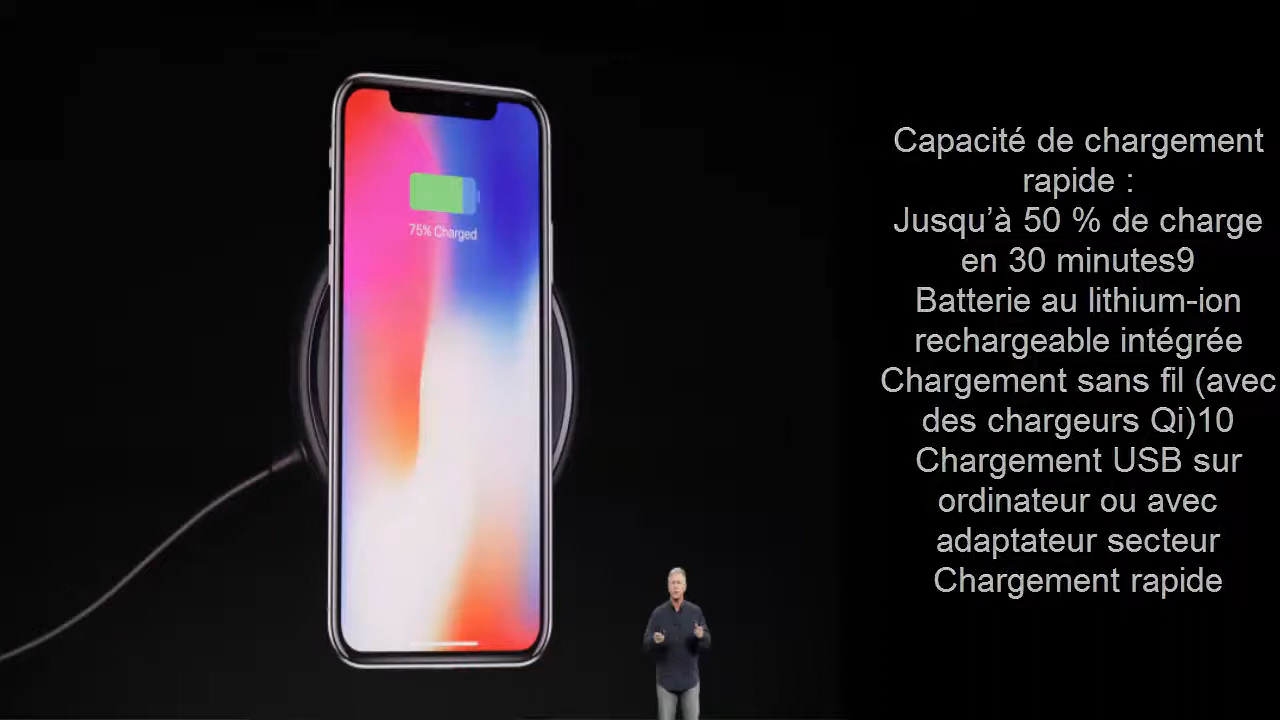 75% Charged
Capacité de chargement
rapide :
Jusqu’à 50 % de charge
en 30 minutes9
Batterie au lithium-ion
rechargeable intégrée
Chargement sans fil (avec
des chargeurs Qi)10
Chargement USB sur
ordinateur ou avec
adaptateur secteur
Chargement rapide